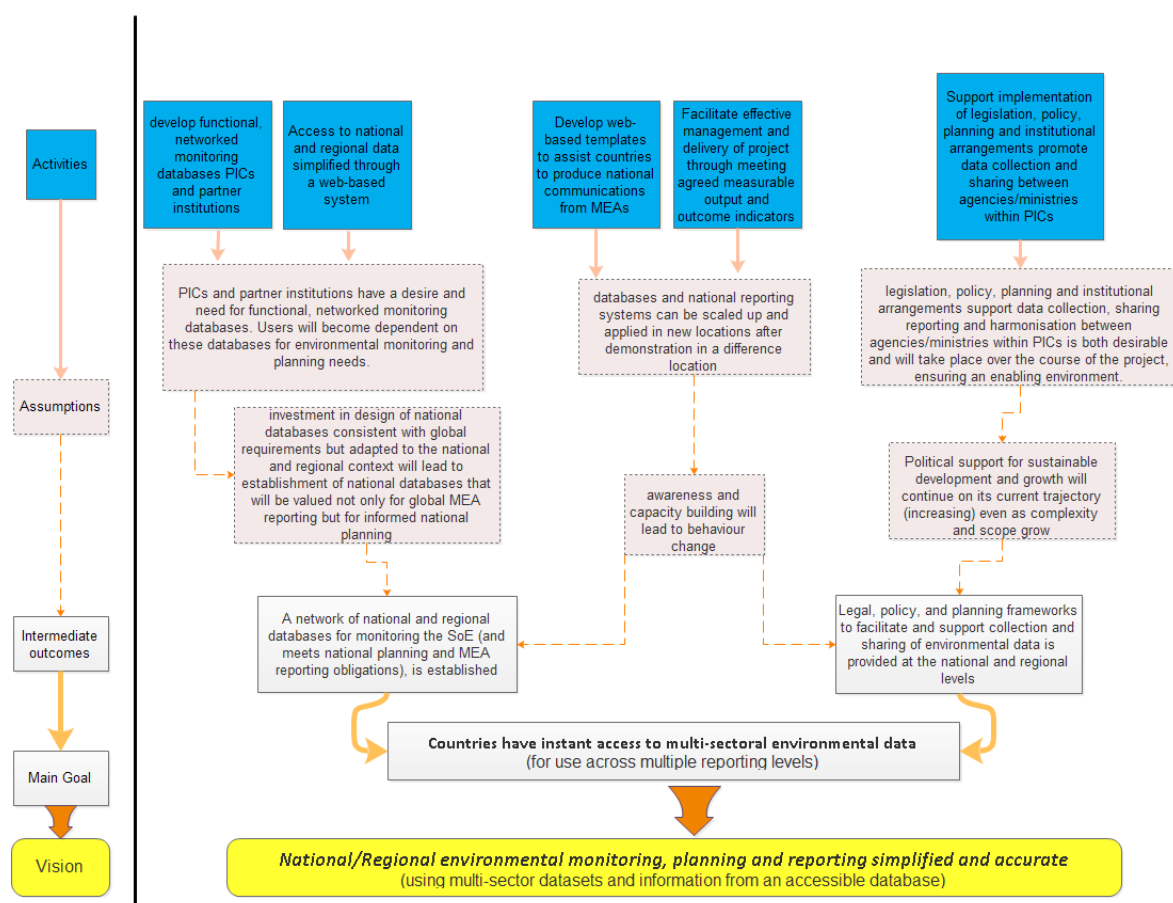 Activities
Assumptions
Intermediate
outcomes
Main Goal
Vision
develop functional,
networked
monitoring
databases PICs
and partner
institutions
Access to national
and regional data
simplified through
a web-based
system
Develop web-
based templates
to assist countries
to produce national
communications
from MEAs
Facilitate effective
management and
delivery of project
through meeting
agreed measurable
output and
outcome indicators
Support implementation
of legislation, policy,
planning and institutional
arrangements promote
data collection and
sharing between
agencies/ministries
within PICs
PICs and partner institutions have a desire and
need for functional, networked monitoring
databases. Users will become dependent on
these databases for environmental monitoring and
planning needs.
databases and national reporting
systems can be scaled up and
applied in new locations after
demonstration in a difference
location
legislation, policy, planning and institutional
arrangements support data collection, sharing
reporting and harmonisation between
agencies/ministries within PICs is both desirable
and will take place over the course of the project,
ensuring an enabling environment.
investment in design of national
databases consistent with global
requirements but adapted to the national
and regional context will lead to
establishment of national databases that
will be valued not only for global MEA
reporting but for informed national
planning
awareness and
capacity building will
lead to behaviour
change
Political support for sustainable
development and growth will
continue on its current trajectory
(increasing) even as complexity
and scope grow
A network of national and regional
databases for monitoring the SoE (and
meets national planning and MEA
reporting obligations), is established
Legal, policy, and planning frameworks
to facilitate and support collection and
sharing of environmental data is
provided at the national and regional
levels
Countries have instant access to multi-sectoral environmental data
(for use across multiple reporting levels)
National/Regional environmental monitoring, planning and reporting simplified and accurate
(using multi-sector datasets and information from an accessible database)